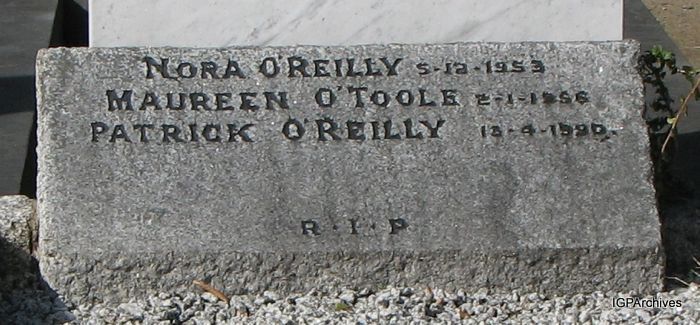 NORA O'REILLY 5-12-1953
MAUREEN O'TOOLE 2-1-1956
PATRICK O'REILLY 13-4-1990
R·I·P
IGPArchives